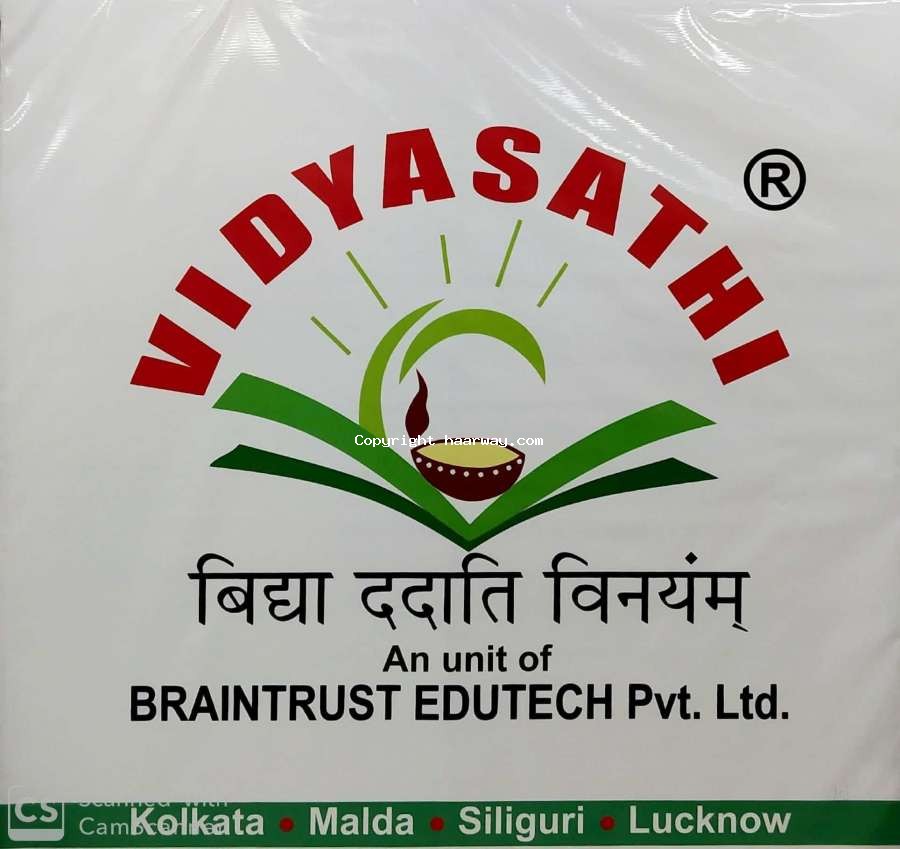 VIDYASATHI ®
Copyright haarway.com
बिद्या ददाति विनयंम्
An unit of
BRAINTRUST EDUTECH Pvt. Ltd.
CS Scanned with
CamScanner
Kolkata • Malda • Siliguri • Lucknow